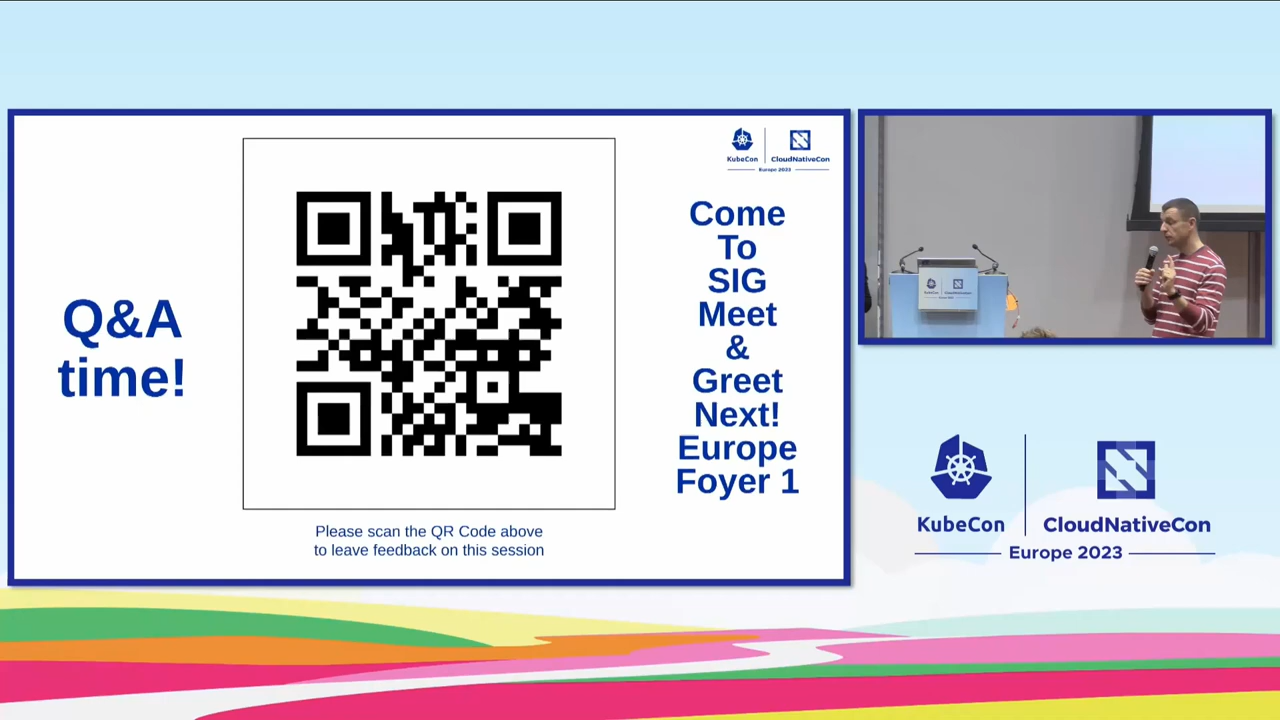 Q&A
time!
Please scan the QR Code above
to leave feedback on this session
KubeCon
CloudNativeCon
Europe 2023
Come
To
SIG
Meet
&
Greet
Next!
Europe
Foyer 1
KubeCon
CloudNativeCon
Europe 2023